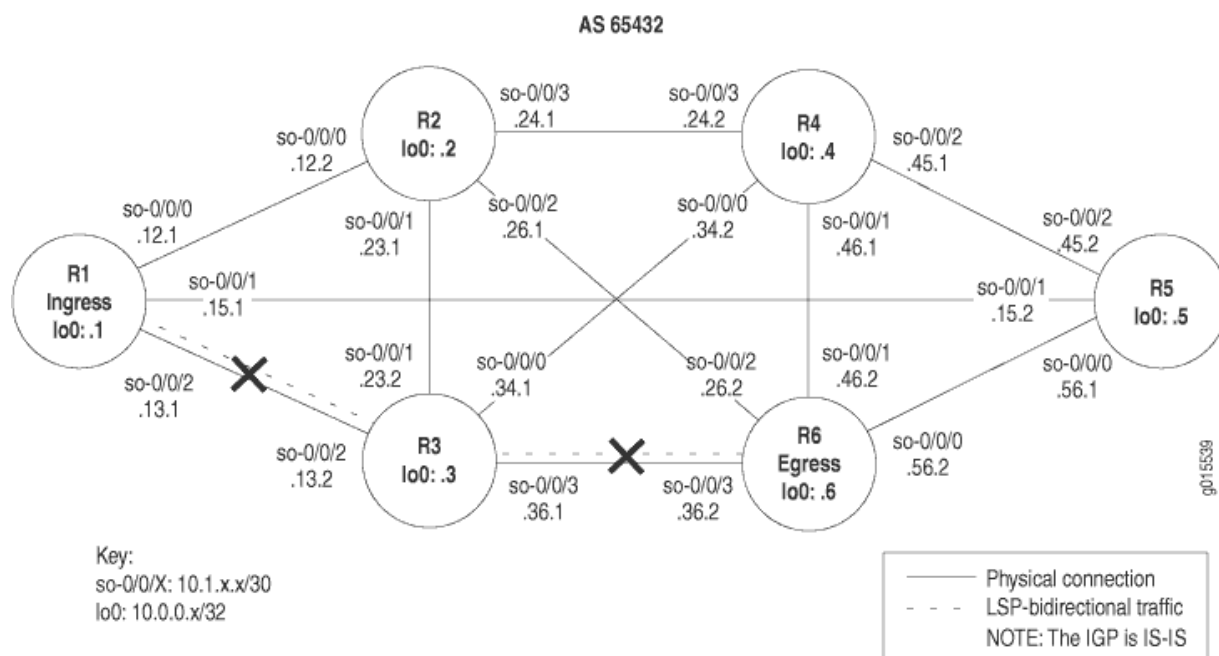 AS 65432
so-0/0/3
.24.1
so-0/0/3
.24.2
R2
lo0: .2
R4
lo0: .4
so-0/0/0
.12.2
so-0/0/2
.45.1
so-0/0/0
.12.1
so-0/0/1
.23.1
so-0/0/2
.26.1
so-0/0/0
.34.2
so-0/0/1
.46.1
so-0/0/2
.45.2
R1
Ingress
lo0: .1
so-0/0/1
.15.1
so-0/0/1
.15.2
R5
lo0: .5
so-0/0/2
.13.1
so-0/0/1
.23.2
so-0/0/0
.34.1
so-0/0/2
.26.2
so-0/0/1
.46.2
so-0/0/0
.56.1
so-0/0/2
.13.2
R3
lo0: .3
R6
Egress
lo0: .6
so-0/0/0
.56.2
so-0/0/3
.36.1
so-0/0/3
.36.2
g015539
Key:
so-0/0/X: 10.1.x.x/30
lo0: 10.0.0.x/32
Physical connection
LSP-bidirectional traffic
NOTE: The IGP is IS-IS